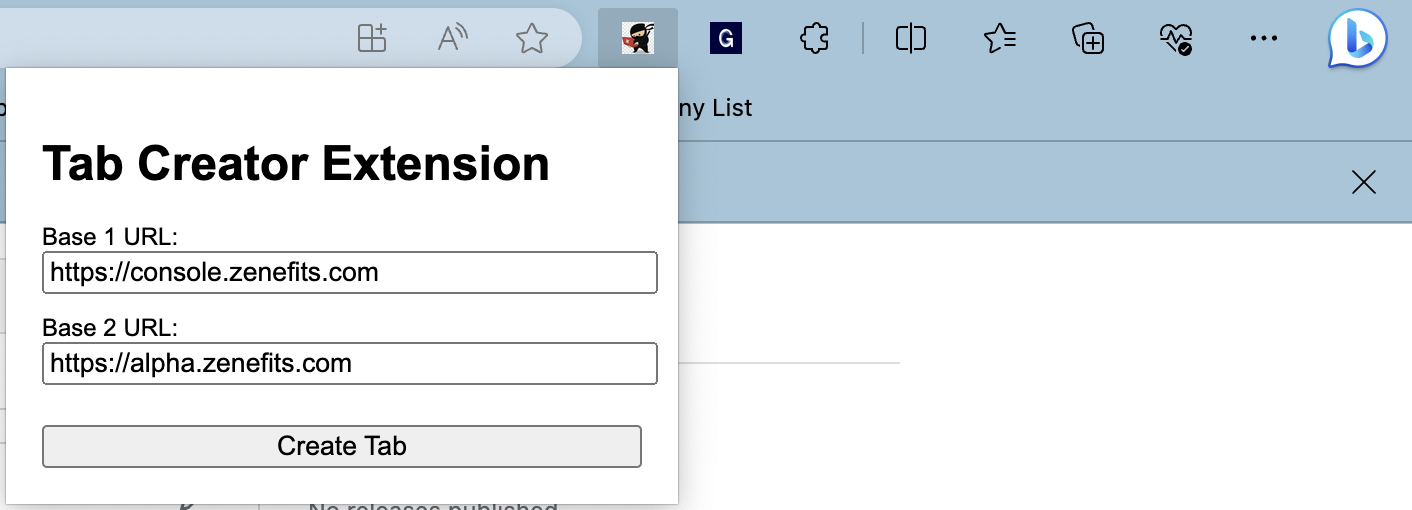 G
ny List
Tab Creator Extension
Base 1 URL:
https://console.zenefits.com
Base 2 URL:
https://alpha.zenefits.com
Create Tab
No releases published